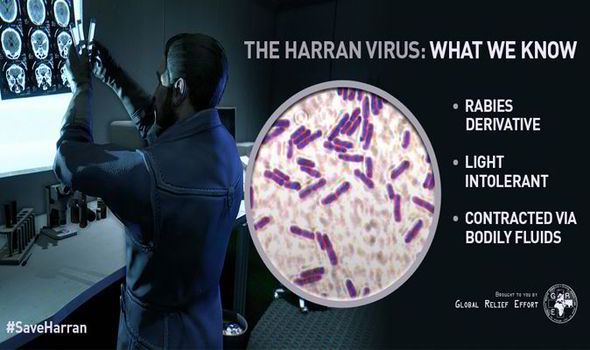 THE HARRAN VIRUS: WHAT WE KNOW
• RABIES
DERIVATIVE
• LIGHT
INTOLERANT
• CONTRACTED VIA
BODILY FLUIDS
BROUGHT TO YOU BY
GLOBAL RELIEF EFFORT
G R
E
#SaveHarran